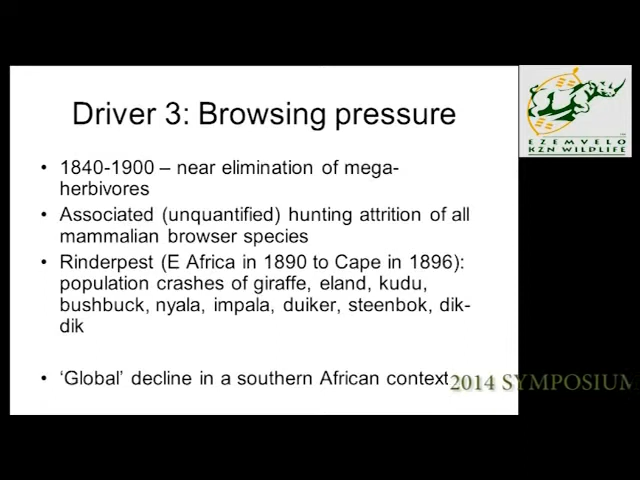 Driver 3: Browsing pressure
• 1840-1900 – near elimination of mega-
herbivores
• Associated (unquantified) hunting attrition of all
mammalian browser species
• Rinderpest (E Africa in 1890 to Cape in 1896):
population crashes of giraffe, eland, kudu,
bushbuck, nyala, impala, duiker, steenbok, dik-
dik
• 'Global' decline in a southern African context
EZEMVELO
KZN WILDLIFE
2014 SYMPOSIUM